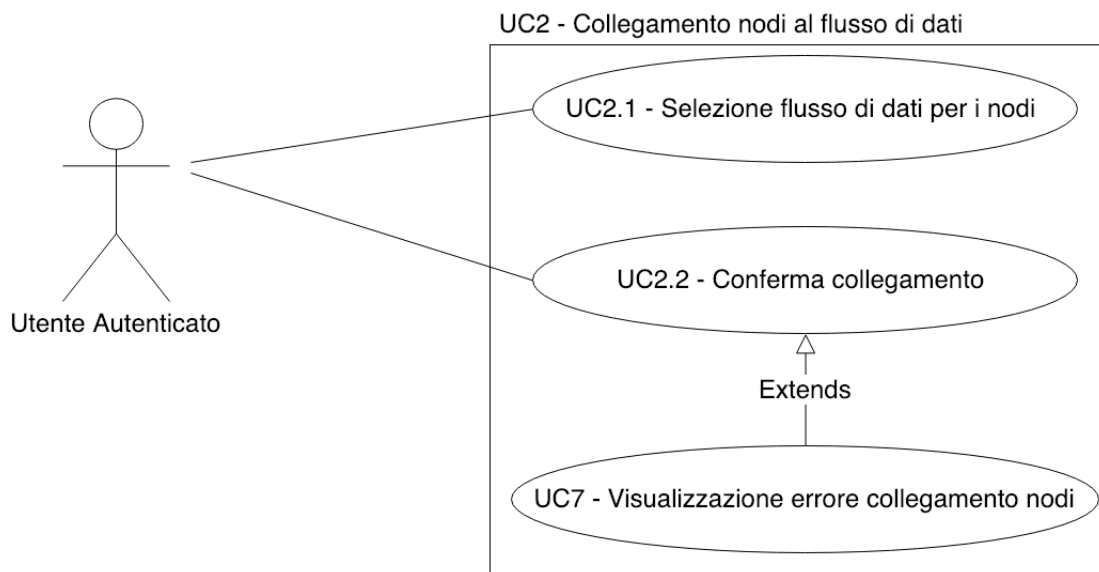 UC2 - Collegamento nodi al flusso di dati
UC2.1 - Selezione flusso di dati per i nodi
UC2.2 - Conferma collegamento
Utente Autenticato
Extends
UC7 - Visualizzazione errore collegamento nodi